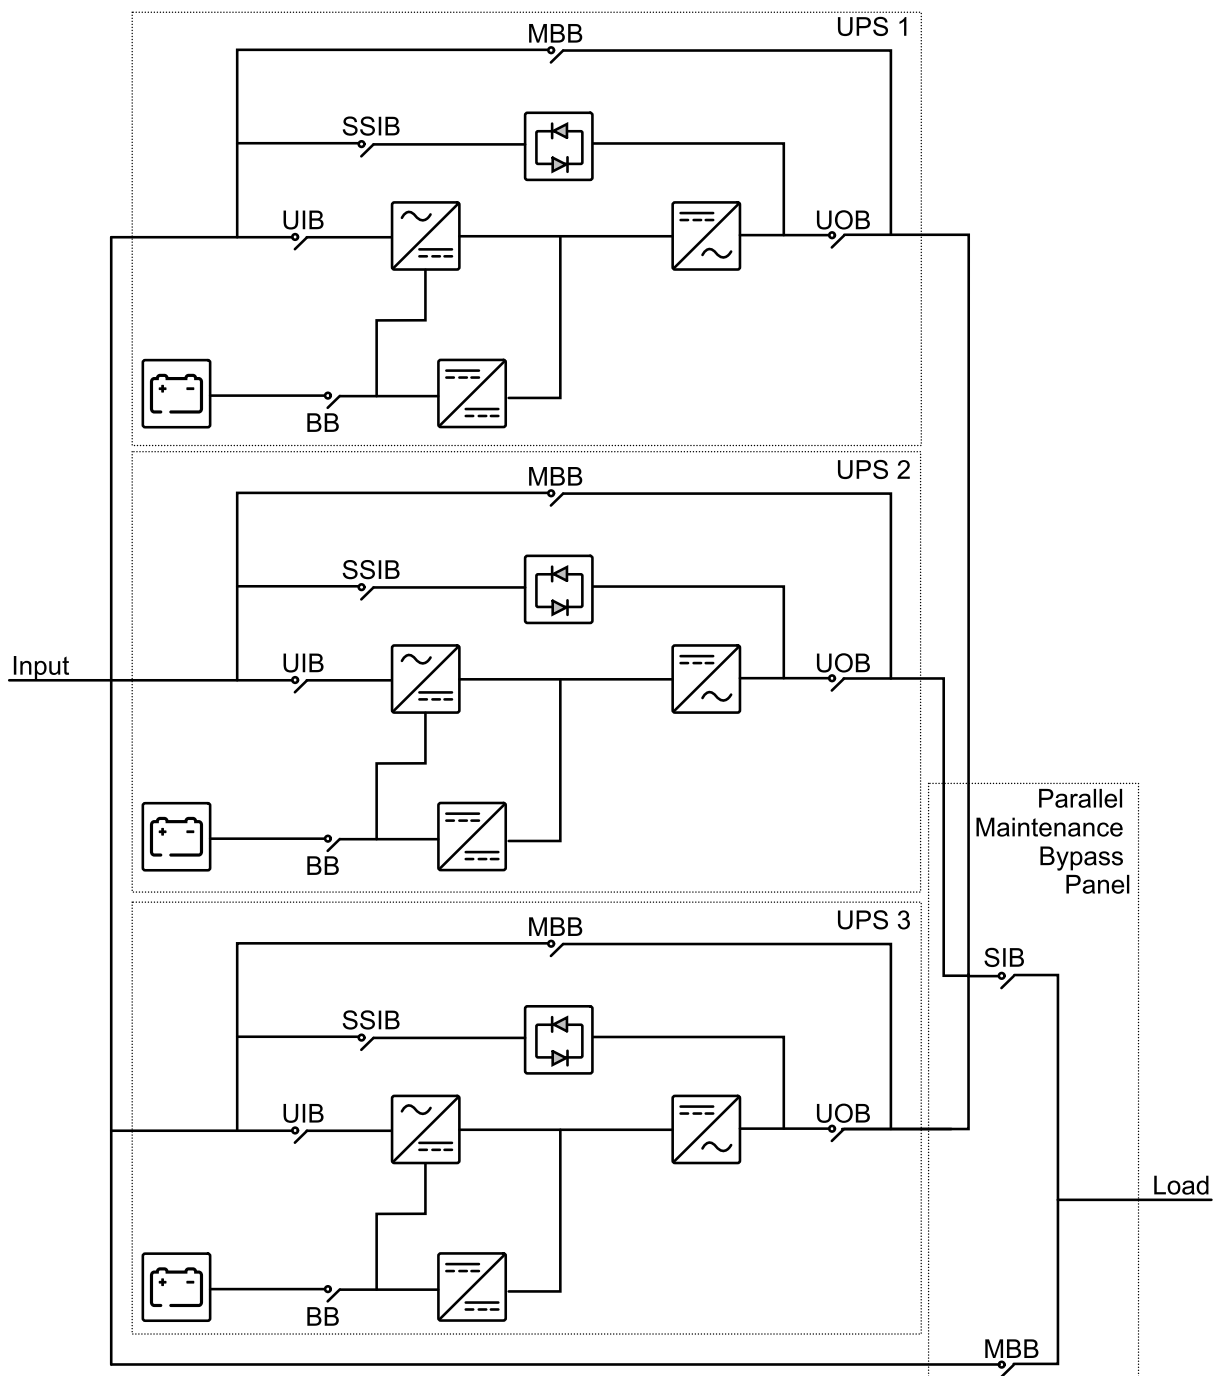 UPS 1
MBB
SSIB
UIB
UOB
BB
UPS 2
MBB
SSIB
Input
UIB
UOB
BB
Parallel
Maintenance
Bypass
Panel
UPS 3
MBB
SSIB
SIB
UIB
UOB
Load
BB
MBB